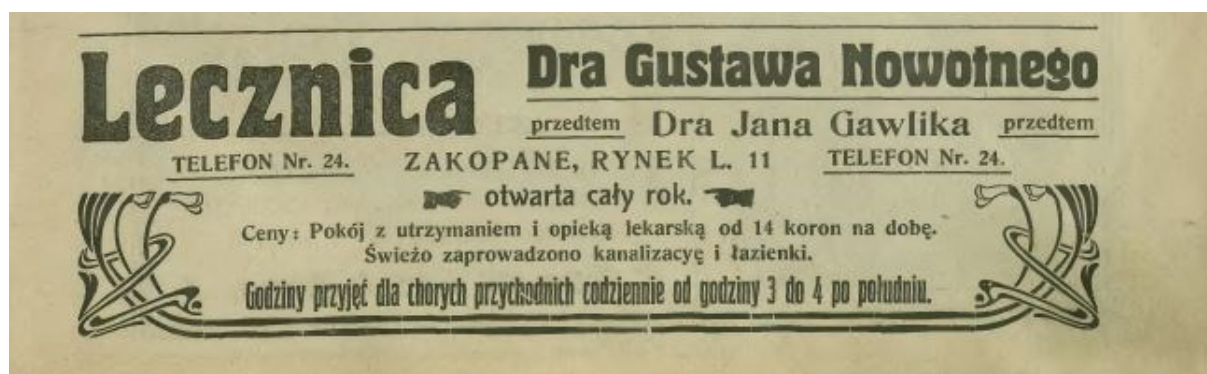 Lecznica Dra Gustawa Nowotnego
przedtem Dra Jana Gawlika przedtem
TELEFON Nr. 24. ZAKOPANE, RYNEK L. 11 TELEFON Nr. 24.
otwarta cały rok.
Ceny: Pokój z utrzymaniem i opieką lekarską od 14 koron na dobę.
Świeżo zaprowadzono kanalizacyę i łazienki.
Godziny przyjęć dla chorych przychodnich codziennie od godziny 3 do 4 po południu.